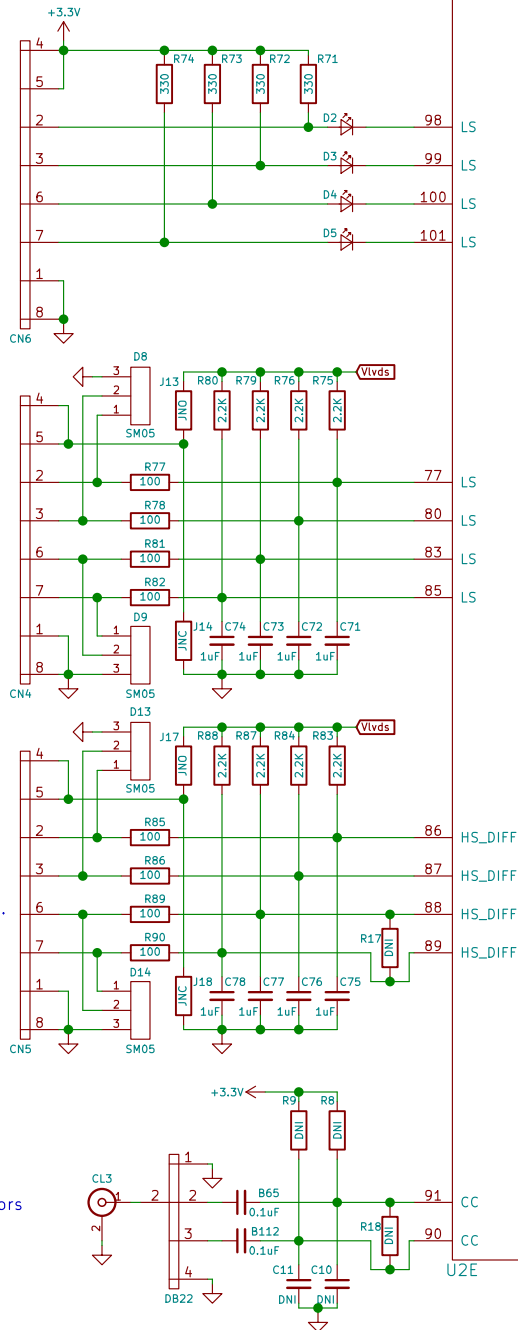 +3.3V
4
R74
R73
R72
R71
330
330
330
330
5
2
D2
98
LS
3
D3
99
LS
6
D4
100
LS
7
D5
101
LS
1
8
CN6
D8
3
2
1
SM05
J13
JNO
R80
R79
R76
R75
Vlvds
2.2K
2.2K
2.2K
2.2K
4
5
2
R77
100
77
LS
3
R78
100
80
LS
6
R81
100
83
LS
7
R82
100
85
LS
D9
1
2
3
SM05
1
8
CN4
J14
JNC
C74
C73
C72
C71
1uF
1uF
1uF
1uF
D13
3
2
1
SM05
J17
JNO
R88
R87
R84
R83
Vlvds
2.2K
2.2K
2.2K
2.2K
4
5
2
R85
100
86
HS_DIFF
3
R86
100
87
HS_DIFF
.
6
R89
100
88
HS_DIFF
R17
DNI
7
R90
100
89
HS_DIFF
D14
1
2
3
SM05
1
8
CN5
J18
JNC
C78
C77
C76
C75
1uF
1uF
1uF
1uF
+3.3V
R9
R8
DNI
DNI
CL3
1
2
ors
1
2
2
3
4
DB22
B65
0.1uF
91
CC
B112
0.1uF
R18
DNI
90
CC
C11
C10
DNI
DNI
U2E